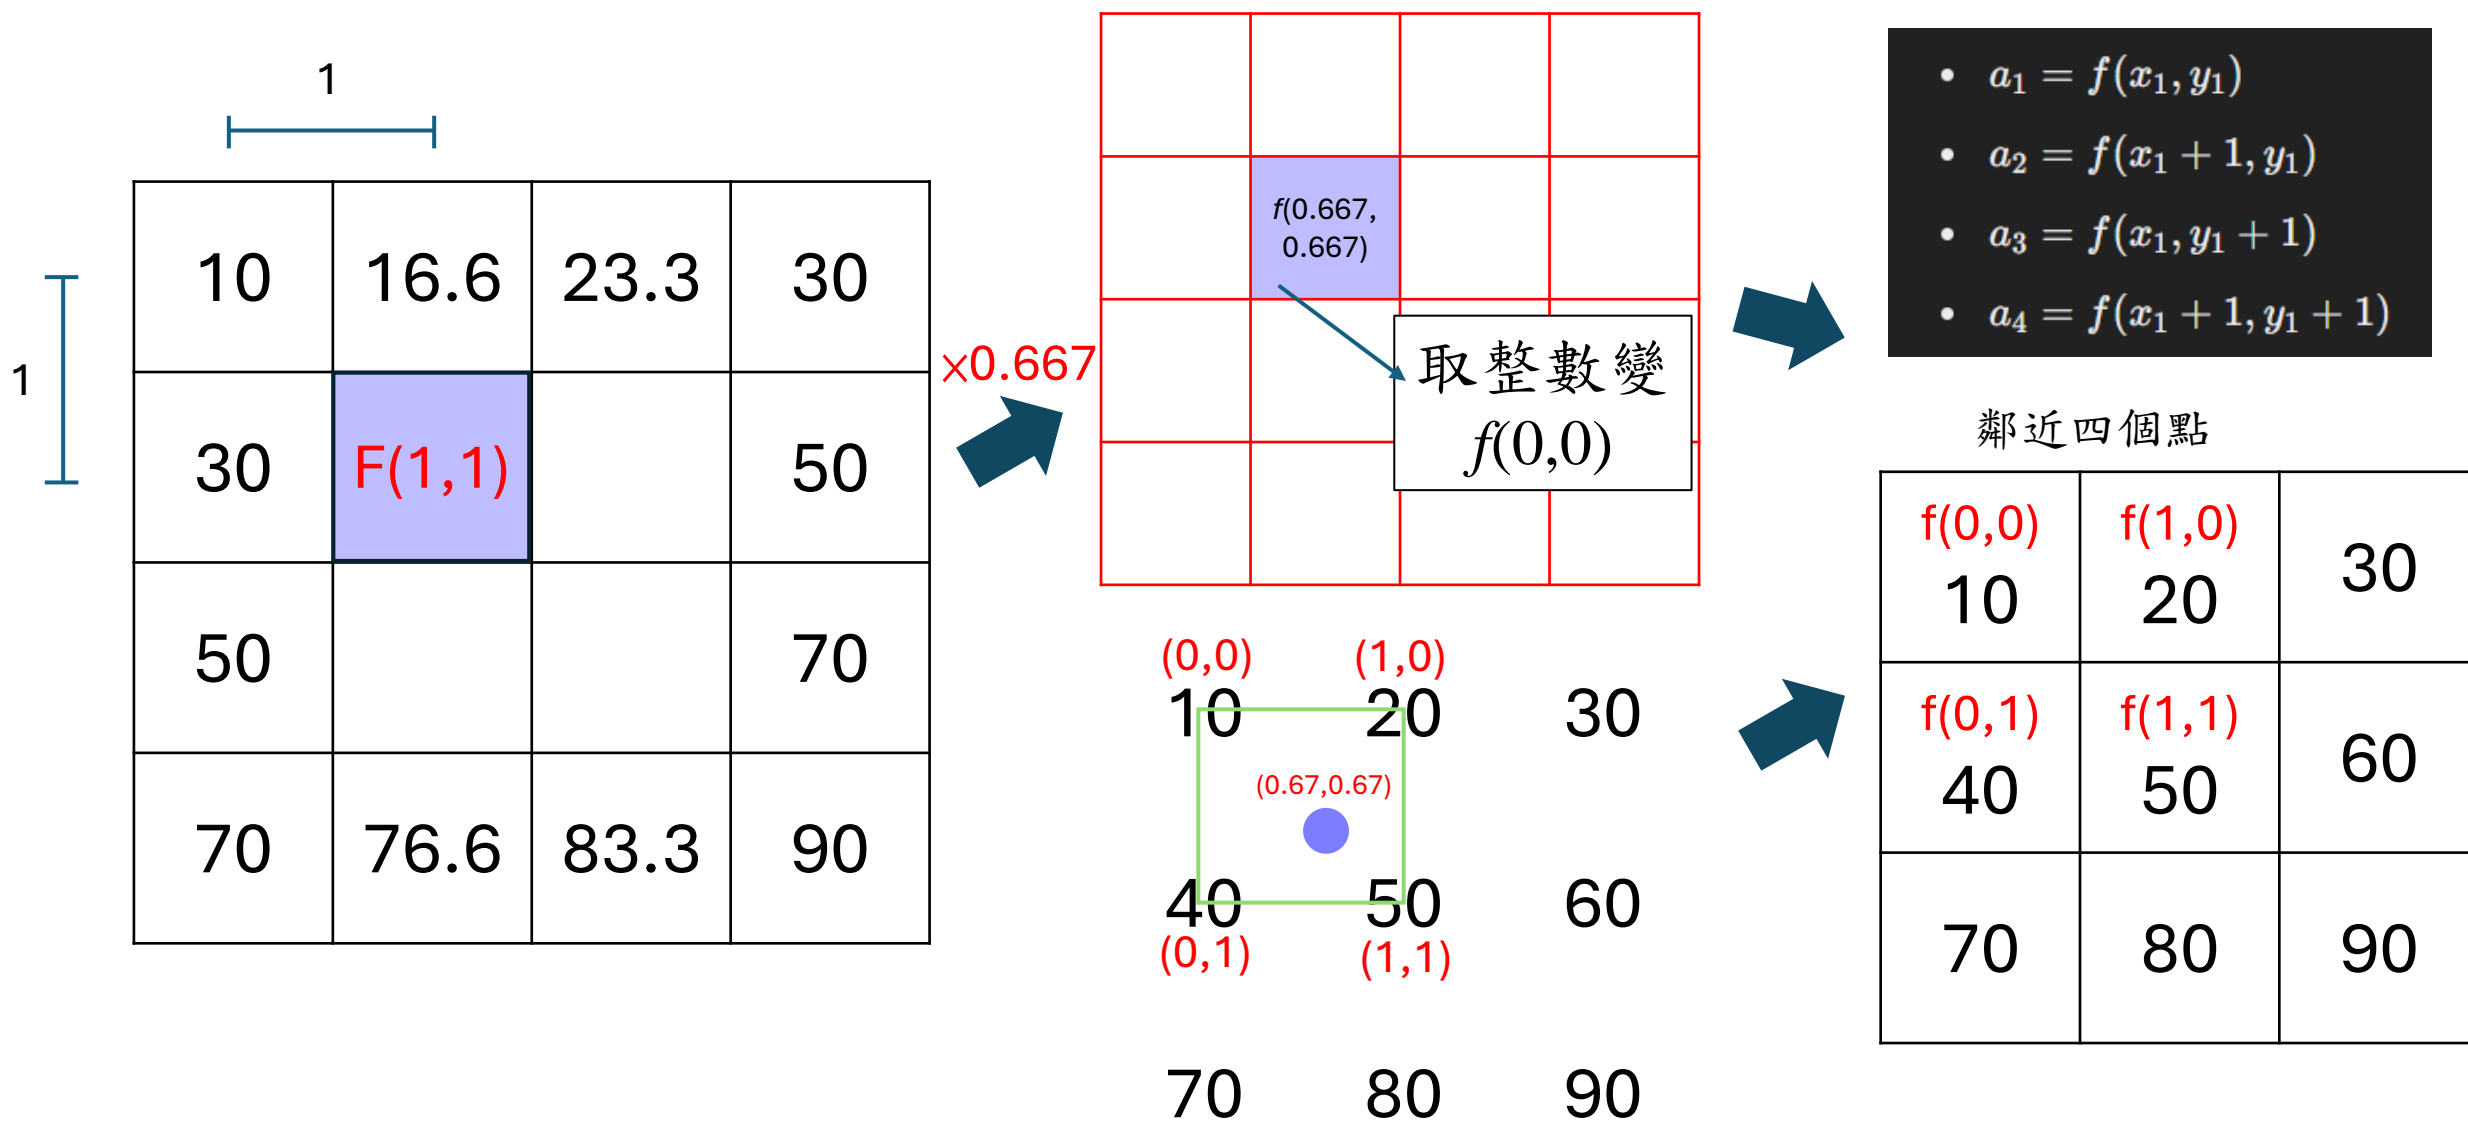 1
1
10 16.6 23.3 30
30 F(1,1) 50
50 70
70 76.6 83.3 90
×0.667
f(0.667,
0.667)
取整數變
f(0,0)
(0,0) (1,0)
10 20 30
(0.67,0.67)
40 50 60
(0,1) (1,1)
70 80 90
• a₁ = f(x₁, y₁)
• a₂ = f(x₁ + 1, y₁)
• a₃ = f(x₁, y₁ + 1)
• a₄ = f(x₁ + 1, y₁ + 1)
鄰近四個點
f(0,0) f(1,0)
10 20 30
f(0,1) f(1,1)
40 50 60
70 80 90